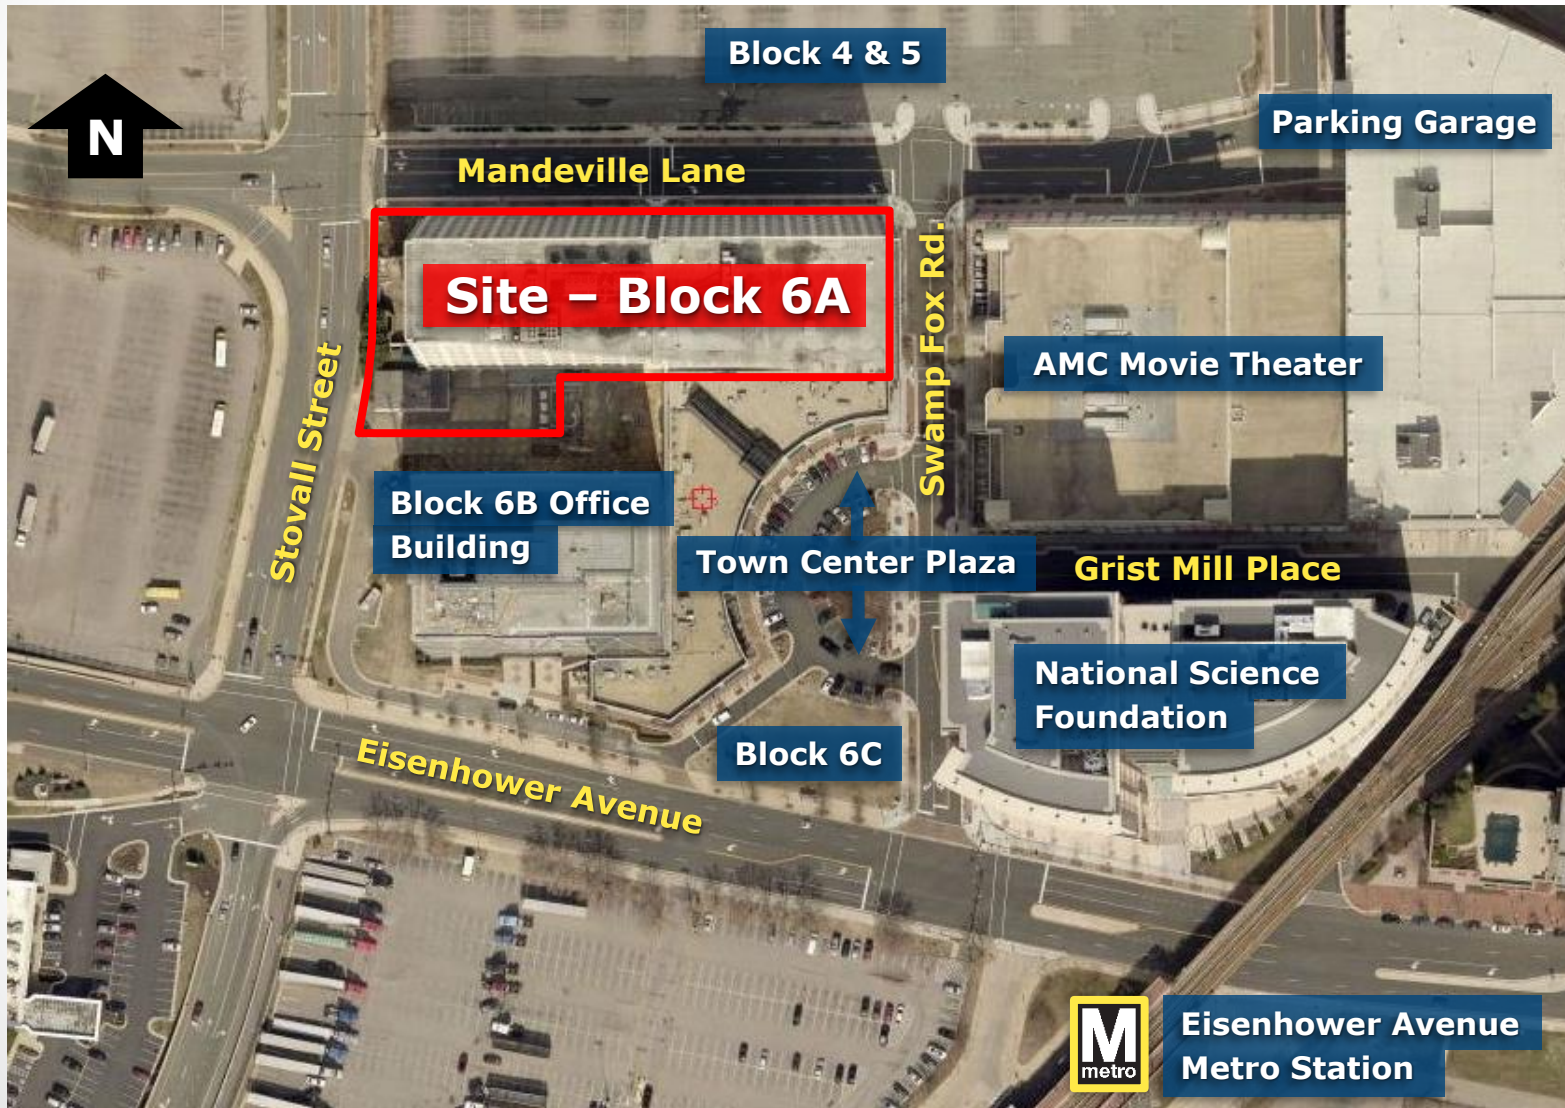 Block 4 & 5
Parking Garage
N
Mandeville Lane
Site – Block 6A
Swamp Fox Rd.
AMC Movie Theater
Stovall Street
Block 6B Office
Building
Town Center Plaza
Grist Mill Place
National Science
Foundation
Block 6C
Eisenhower Avenue
M
metro
Eisenhower Avenue
Metro Station